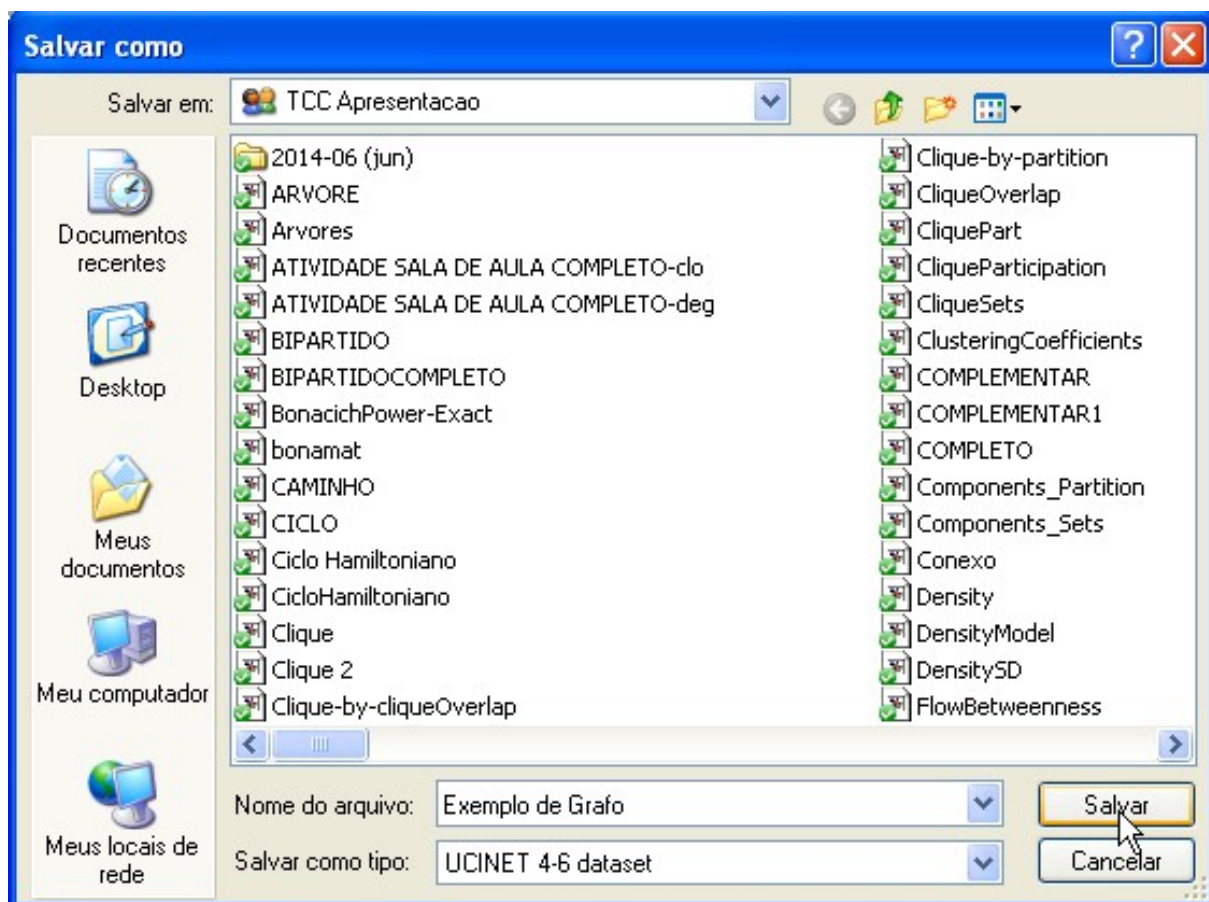 Salvar como
Salvar em:
TCC Apresentacao
Documentos
recentes
Desktop
Meus
documentos
Meu computador
Meus locais de
rede
2014-06 (jun)
ARVORE
Arvores
ATIVIDADE SALA DE AULA COMPLETO-clo
ATIVIDADE SALA DE AULA COMPLETO-deg
BIPARTIDO
BIPARTIDOCOMPLETO
BonacichPower-Exact
bonamat
CAMINHO
CICLO
Ciclo Hamiltoniano
CicloHamiltoniano
Clique
Clique 2
Clique-by-cliqueOverlap
Clique-by-partition
CliqueOverlap
CliquePart
CliqueParticipation
CliqueSets
ClusteringCoefficients
COMPLEMENTAR
COMPLEMENTAR1
COMPLETO
Components_Partition
Components_Sets
Conexo
Density
DensityModel
DensitySD
FlowBetweenness
Nome do arquivo:
Exemplo de Grafo
Salvar
Salvar como tipo:
UCINET 4-6 dataset
Cancelar